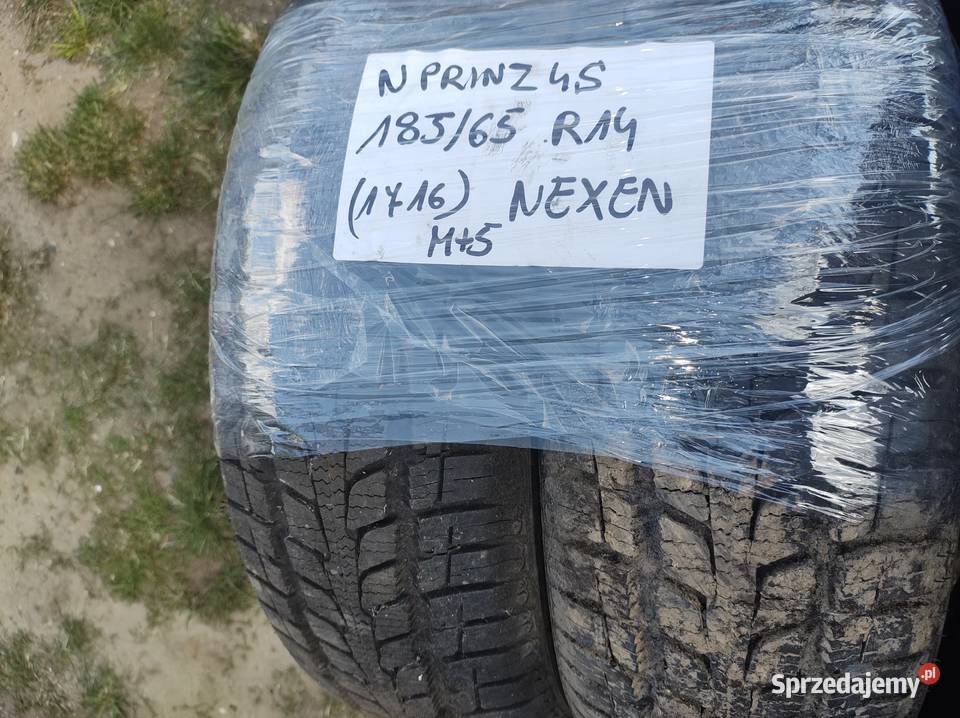 N PRINZ 4S
185/65 R14
(1716) NEXEN
M+S
Sprzedajemy.pl